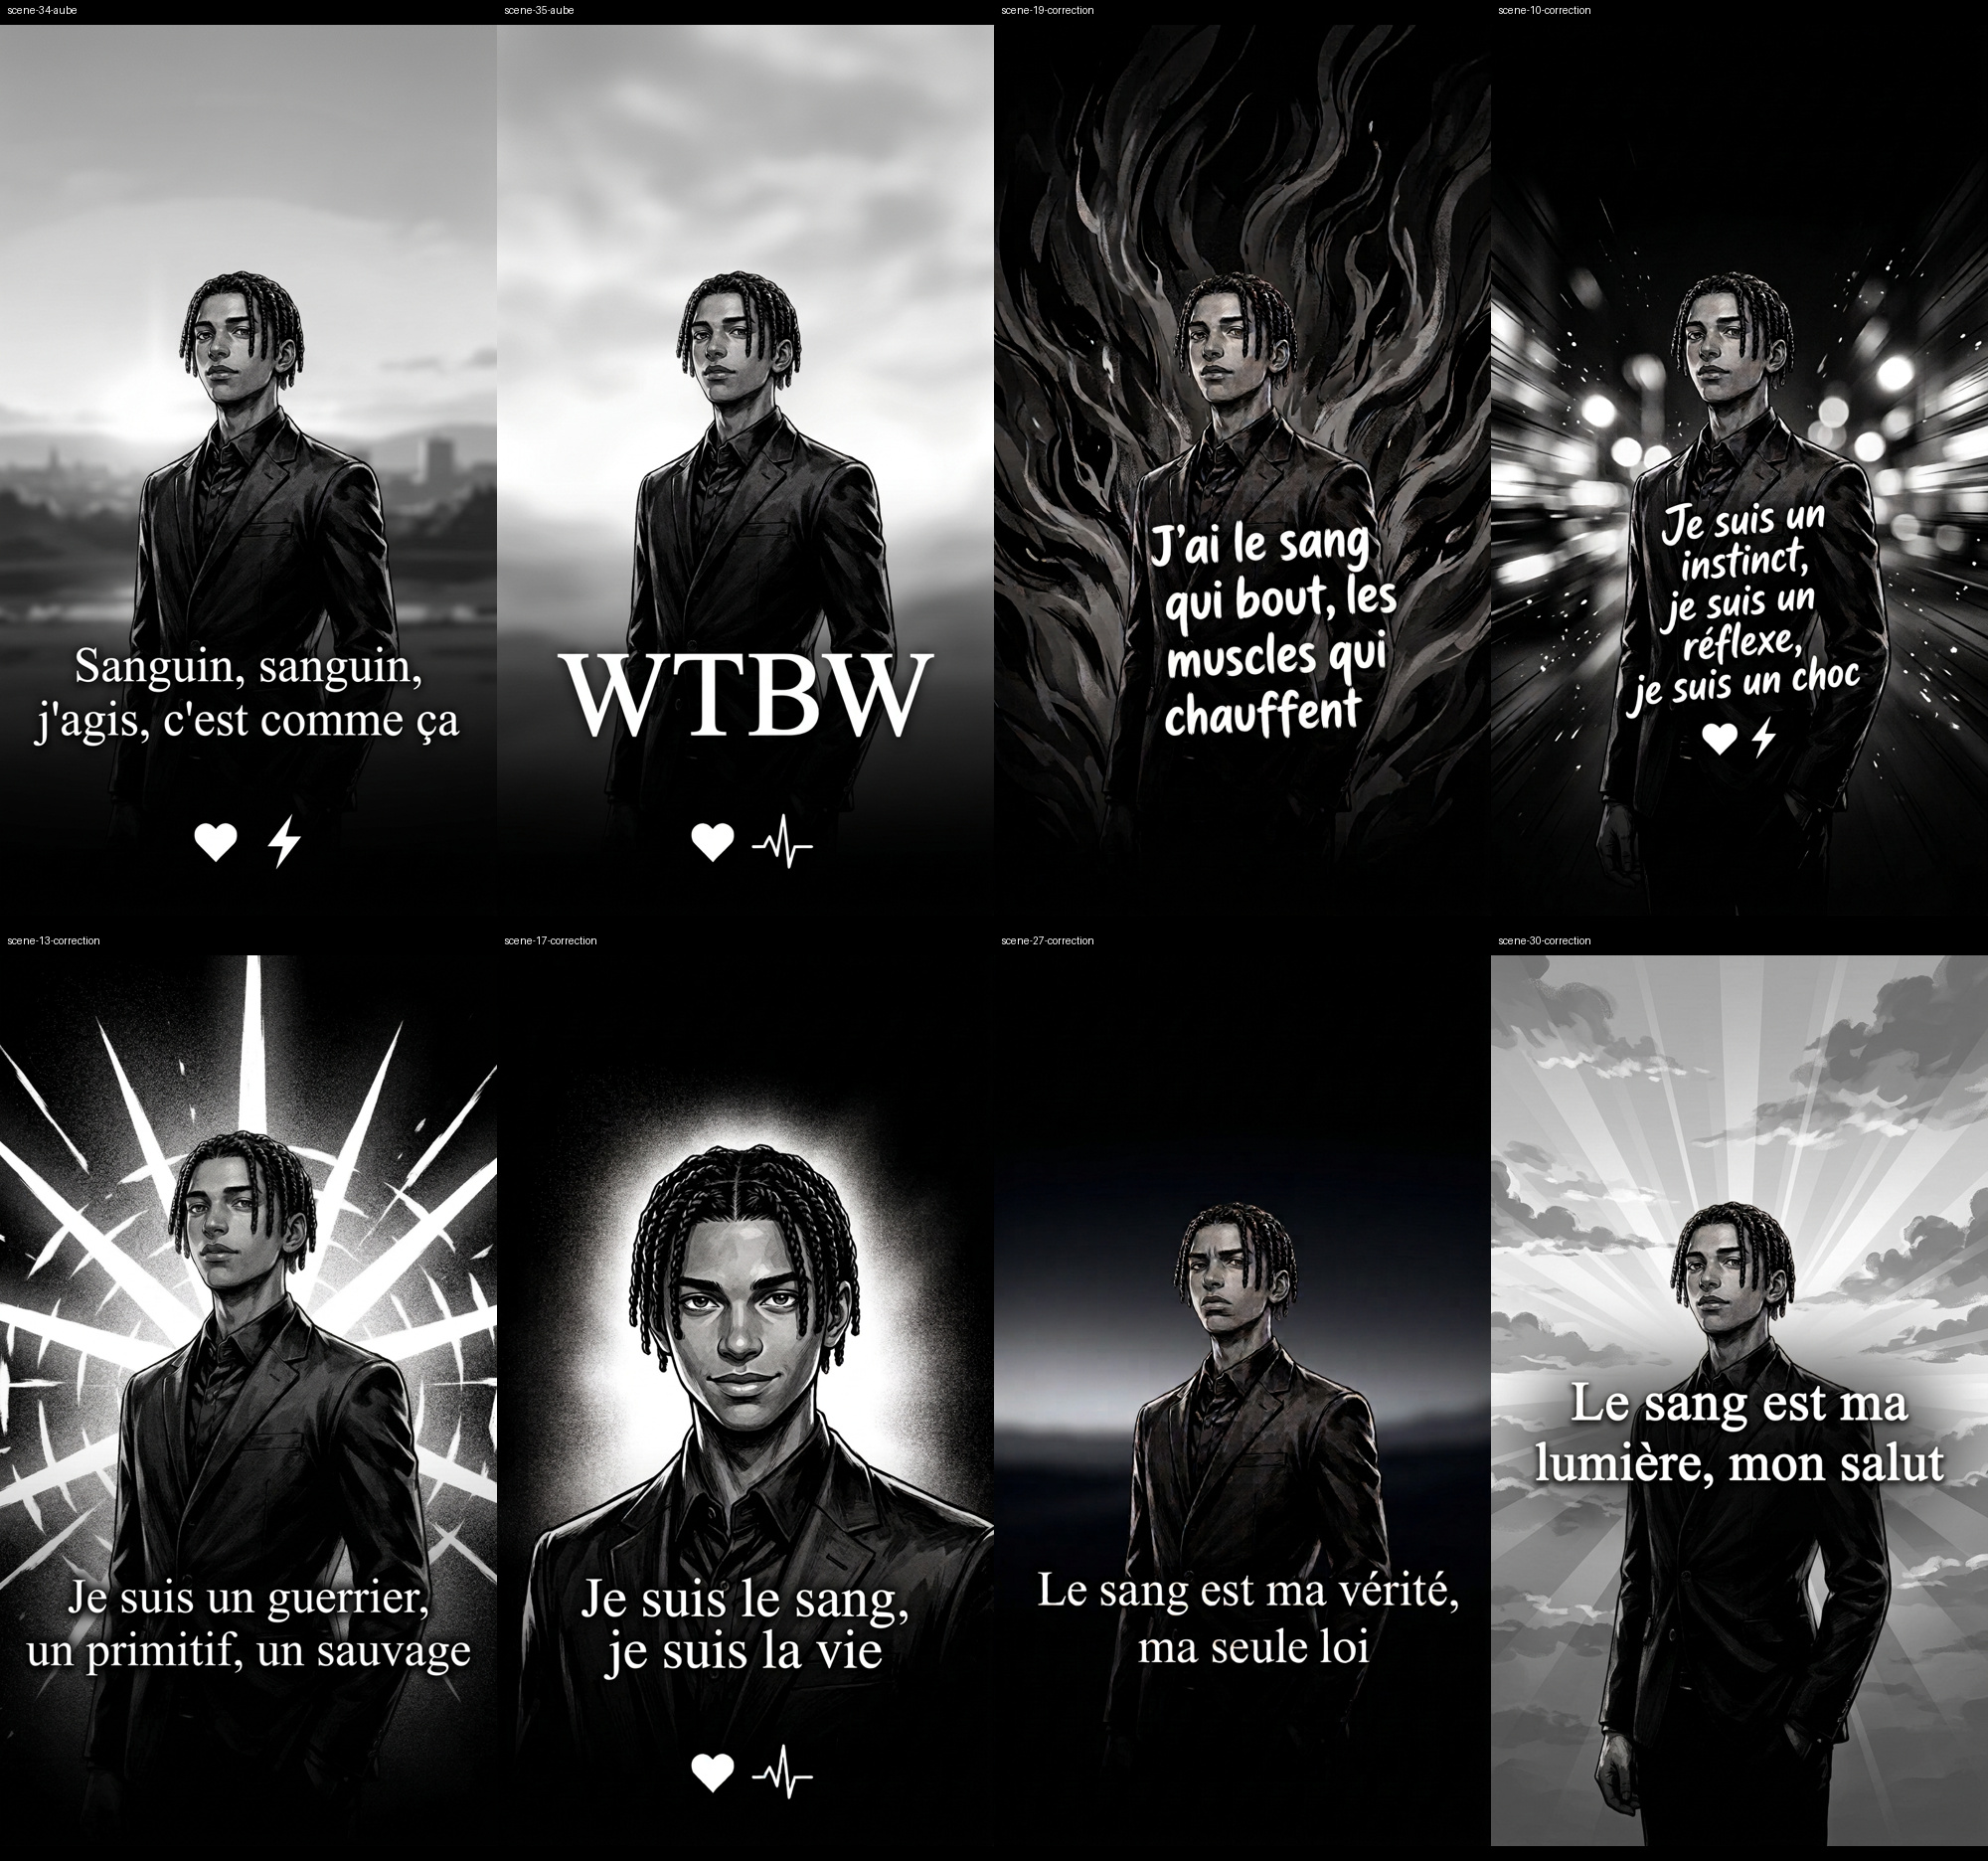 scene-34-aube
Sanguin, sanguin,
j'agis, c'est comme ça
scene-35-aube
WTBW
scene-19-correction
J'ai le sang
qui bout, les
muscles qui
chauffent
scene-10-correction
Je suis un
instinct,
je suis un
réflexe,
je suis un choc
scene-13-correction
Je suis un guerrier,
un primitif, un sauvage
scene-17-correction
Je suis le sang,
je suis la vie
scene-27-correction
Le sang est ma vérité,
ma seule loi
scene-30-correction
Le sang est ma
lumière, mon salut